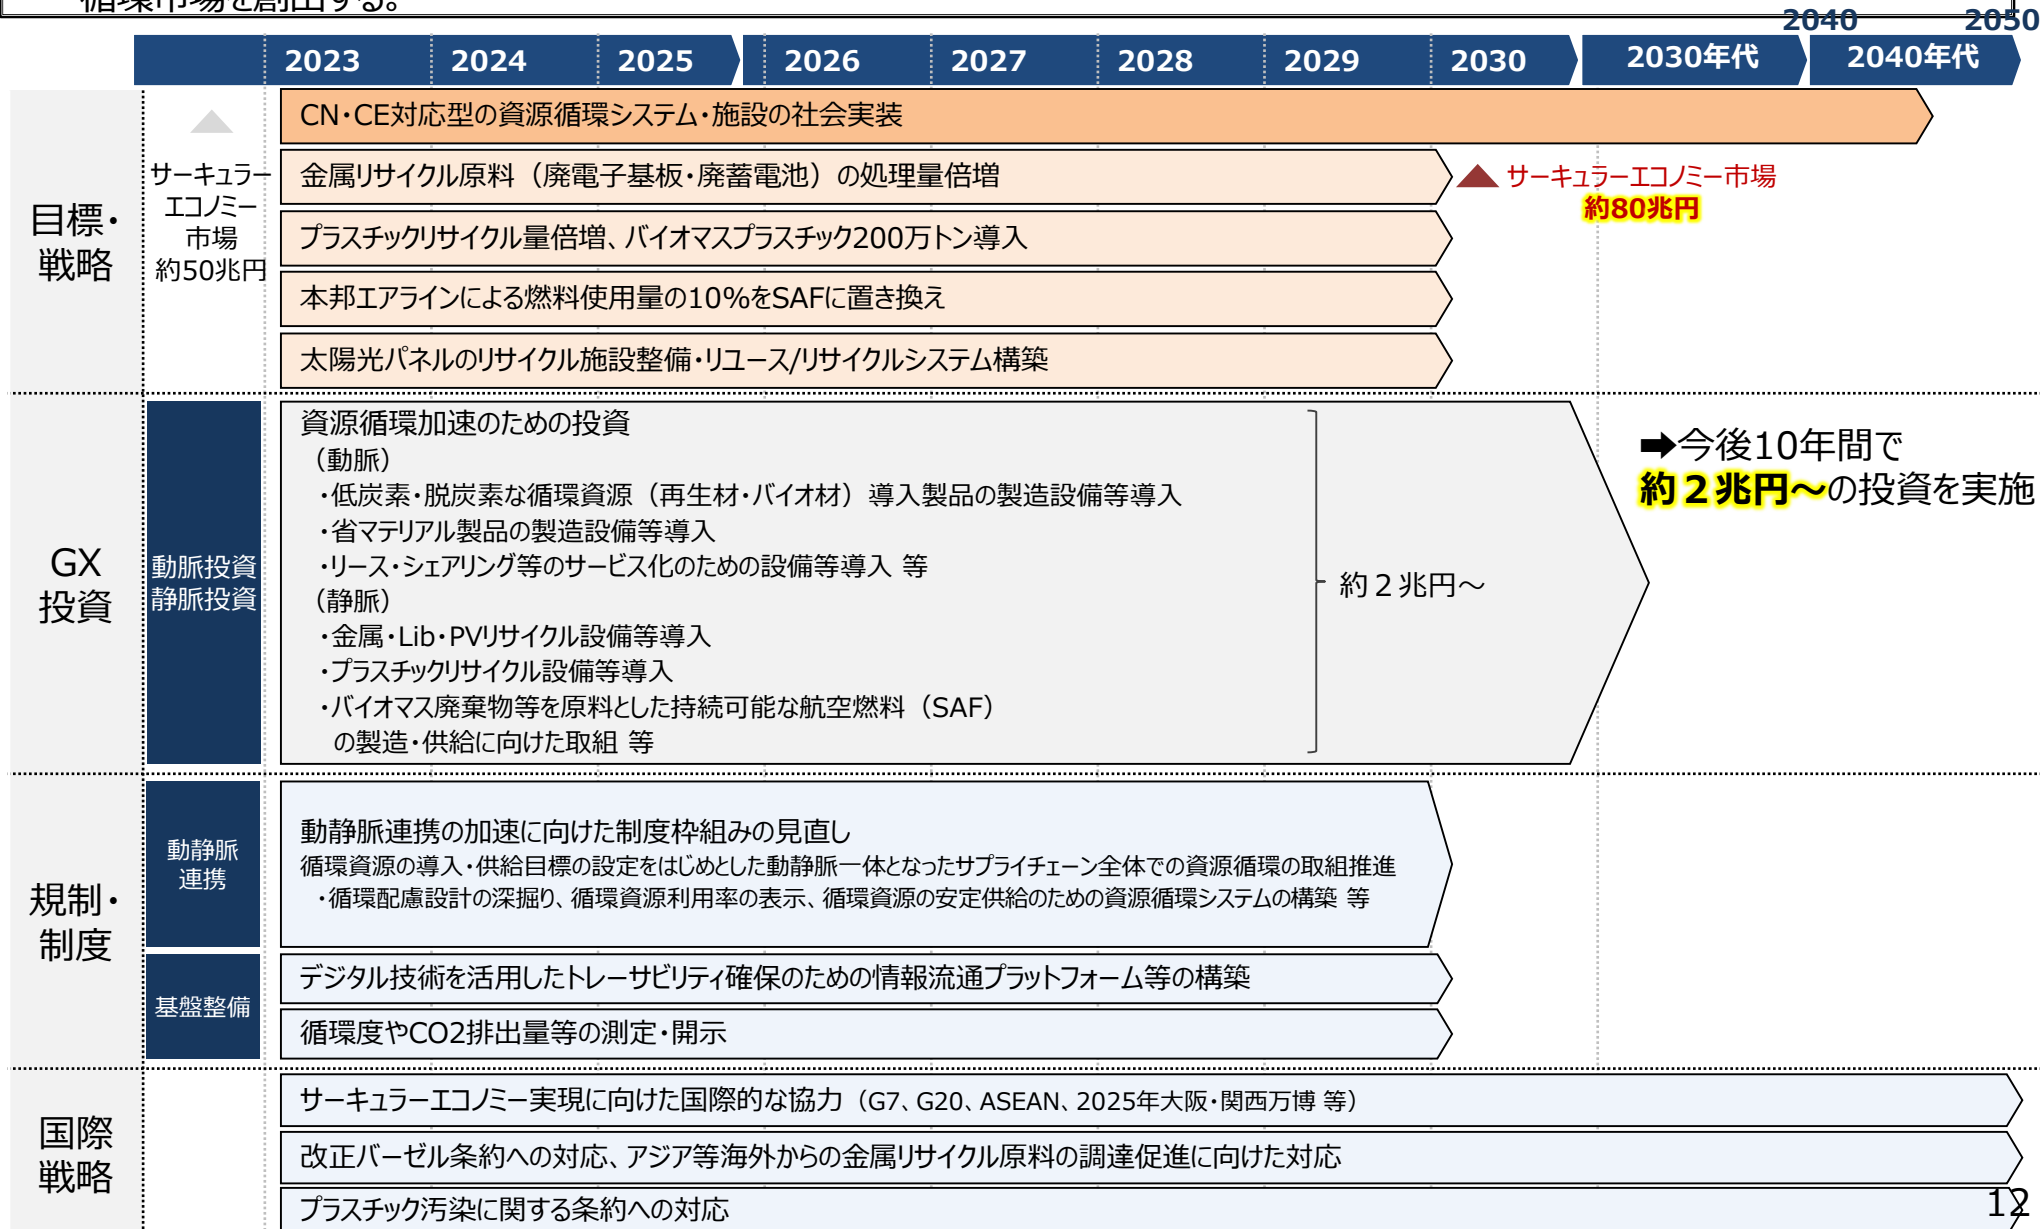 循環市場を創出する。
2040 2050
2023 2024 2025 2026 2027 2028 2029 2030 2030年代 2040年代
目標・
戦略
サーキュラー
エコノミー
市場
約50兆円
CN・CE対応型の資源循環システム・施設の社会実装
金属リサイクル原料（廃電子基板・廃蓄電池）の処理量倍増
サーキュラーエコノミー市場
約80兆円
プラスチックリサイクル量倍増、バイオマスプラスチック200万トン導入
本邦エアラインによる燃料使用量の10%をSAFに置き換え
太陽光パネルのリサイクル施設整備・リユース/リサイクルシステム構築
GX
投資
動脈投資
静脈投資
資源循環加速のための投資
（動脈）
・低炭素・脱炭素な循環資源（再生材・バイオ材）導入製品の製造設備等導入
・省マテリアル製品の製造設備等導入
・リース・シェアリング等のサービス化のための設備等導入 等
（静脈）
・金属・Lib・PVリサイクル設備等導入
・プラスチックリサイクル設備等導入
・バイオマス廃棄物等を原料とした持続可能な航空燃料（SAF）
の製造・供給に向けた取組 等
約２兆円～
➡今後10年間で
約２兆円～の投資を実施
規制・
制度
動静脈
連携
動静脈連携の加速に向けた制度枠組みの見直し
循環資源の導入・供給目標の設定をはじめとした動静脈一体となったサプライチェーン全体での資源循環の取組推進
・循環配慮設計の深掘り、循環資源利用率の表示、循環資源の安定供給のための資源循環システムの構築 等
基盤整備
デジタル技術を活用したトレーサビリティ確保のための情報流通プラットフォーム等の構築
循環度やCO2排出量等の測定・開示
国際
戦略
サーキュラーエコノミー実現に向けた国際的な協力（G7、G20、ASEAN、2025年大阪・関西万博 等）
改正バーゼル条約への対応、アジア等海外からの金属リサイクル原料の調達促進に向けた対応
プラスチック汚染に関する条約への対応
12